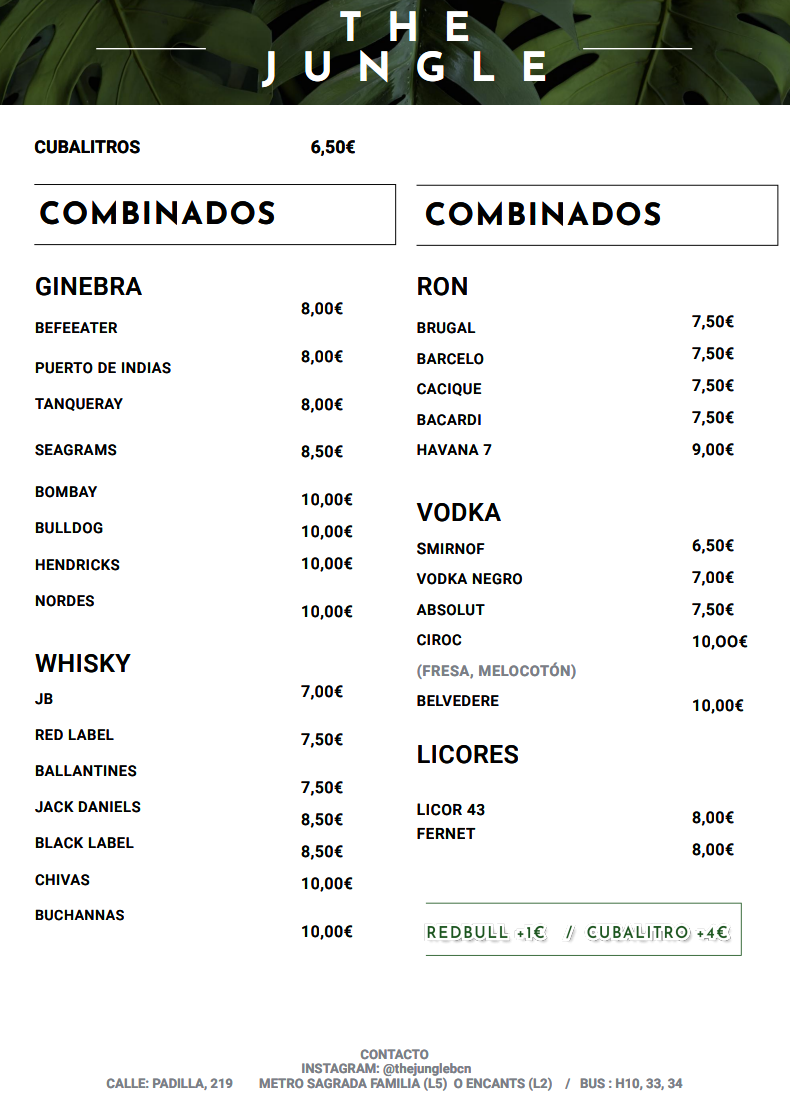 THE
JUNGLE
CUBALITROS 6,50€
COMBINADOS
GINEBRA
BEFEEATER 8,00€
PUERTO DE INDIAS 8,00€
TANQUERAY 8,00€
SEAGRAMS 8,50€
BOMBAY 10,00€
BULLDOG 10,00€
HENDRICKS 10,00€
NORDES 10,00€
WHISKY
JB 7,00€
RED LABEL 7,50€
BALLANTINES 7,50€
JACK DANIELS 8,50€
BLACK LABEL 8,50€
CHIVAS 10,00€
BUCHANNAS 10,00€
COMBINADOS
RON
BRUGAL 7,50€
BARCELO 7,50€
CACIQUE 7,50€
BACARDI 7,50€
HAVANA 7 9,00€
VODKA
SMIRNOF 6,50€
VODKA NEGRO 7,00€
ABSOLUT 7,50€
CIROC 10,OO€
(FRESA, MELOCOTÓN)
BELVEDERE 10,00€
LICORES
LICOR 43 8,00€
FERNET 8,00€
REDBULL +1€ / CUBALITRO +4€
CONTACTO
INSTAGRAM: @thejunglebcn
CALLE: PADILLA, 219 METRO SAGRADA FAMILIA (L5) O ENCANTS (L2) / BUS : H10, 33, 34